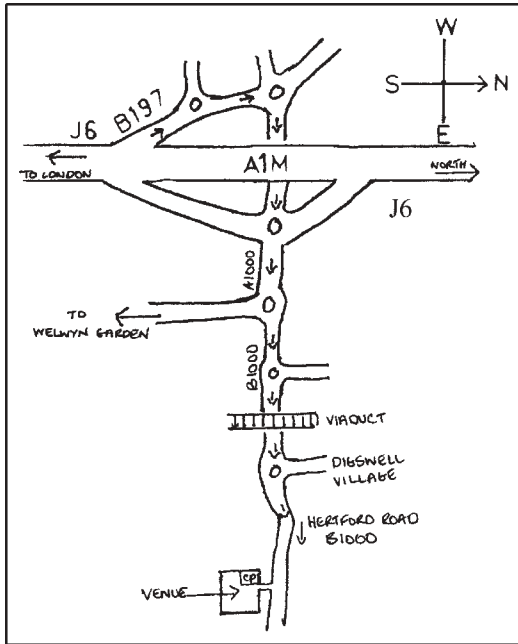 W
S
N
E
J6
B197
TO LONDON
A1M
NORTH
J6
A1000
TO
WELWYN GARDEN
B1000
VIADUCT
DIGSWELL
VILLAGE
HERTFORD ROAD
B1000
CP
VENUE